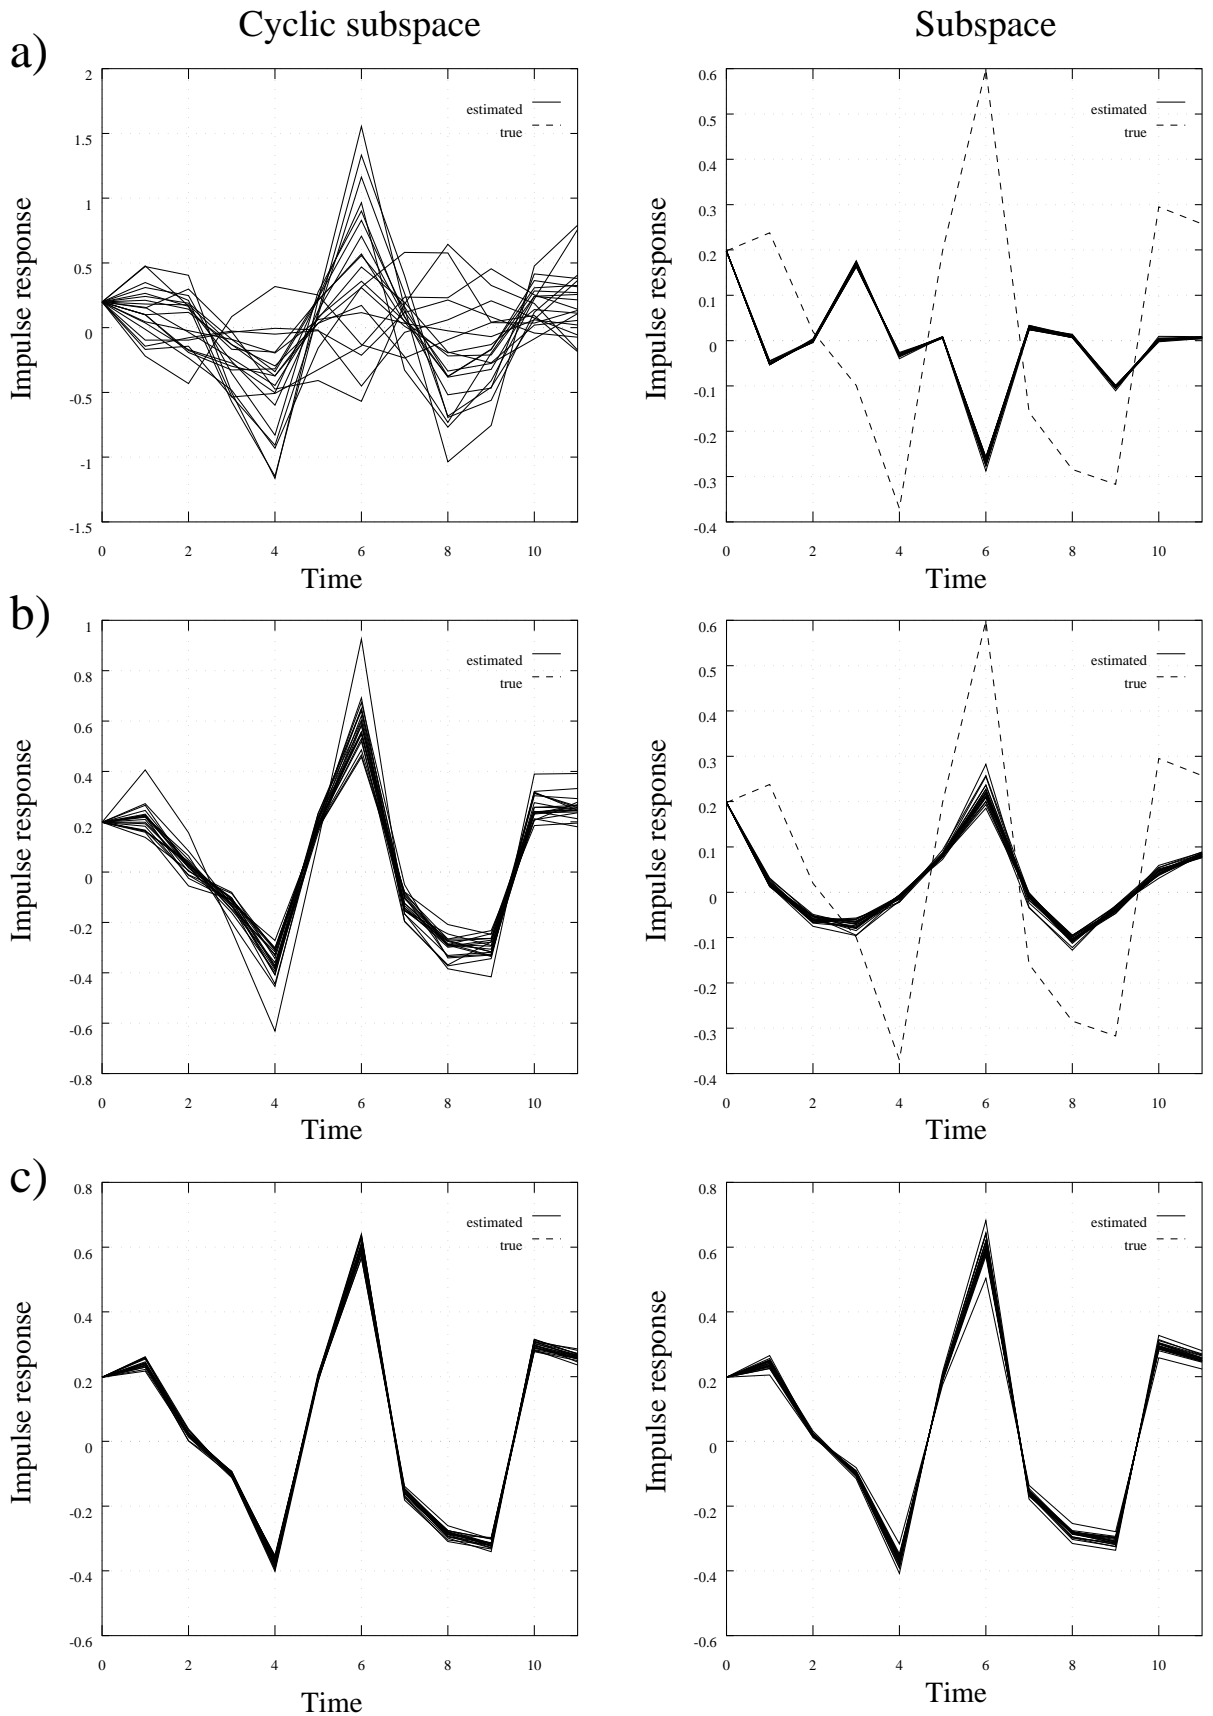 Cyclic subspace
Subspace
a)
2
1.5
1
0.5
0
-0.5
-1
-1.5
0 2 4 6 8 10
Impulse response
Time
estimated
true
0.6
0.5
0.4
0.3
0.2
0.1
0
-0.1
-0.2
-0.3
-0.4
0 2 4 6 8 10
Impulse response
Time
estimated
true
b)
1
0.8
0.6
0.4
0.2
0
-0.2
-0.4
-0.6
-0.8
0 2 4 6 8 10
Impulse response
Time
estimated
true
0.6
0.5
0.4
0.3
0.2
0.1
0
-0.1
-0.2
-0.3
-0.4
0 2 4 6 8 10
Impulse response
Time
estimated
true
c)
0.8
0.6
0.4
0.2
0
-0.2
-0.4
-0.6
0 2 4 6 8 10
Impulse response
Time
estimated
true
0.8
0.6
0.4
0.2
0
-0.2
-0.4
-0.6
0 2 4 6 8 10
Impulse response
Time
estimated
true